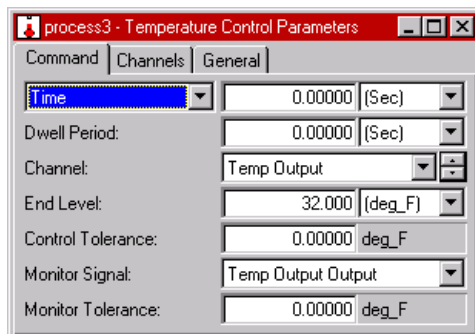 process3 - Temperature Control Parameters
Command Channels General
Time 0.00000 (Sec)
Dwell Period: 0.00000 (Sec)
Channel: Temp Output
End Level: 32.000 (deg_F)
Control Tolerance: 0.00000 deg_F
Monitor Signal: Temp Output Output
Monitor Tolerance: 0.00000 deg_F